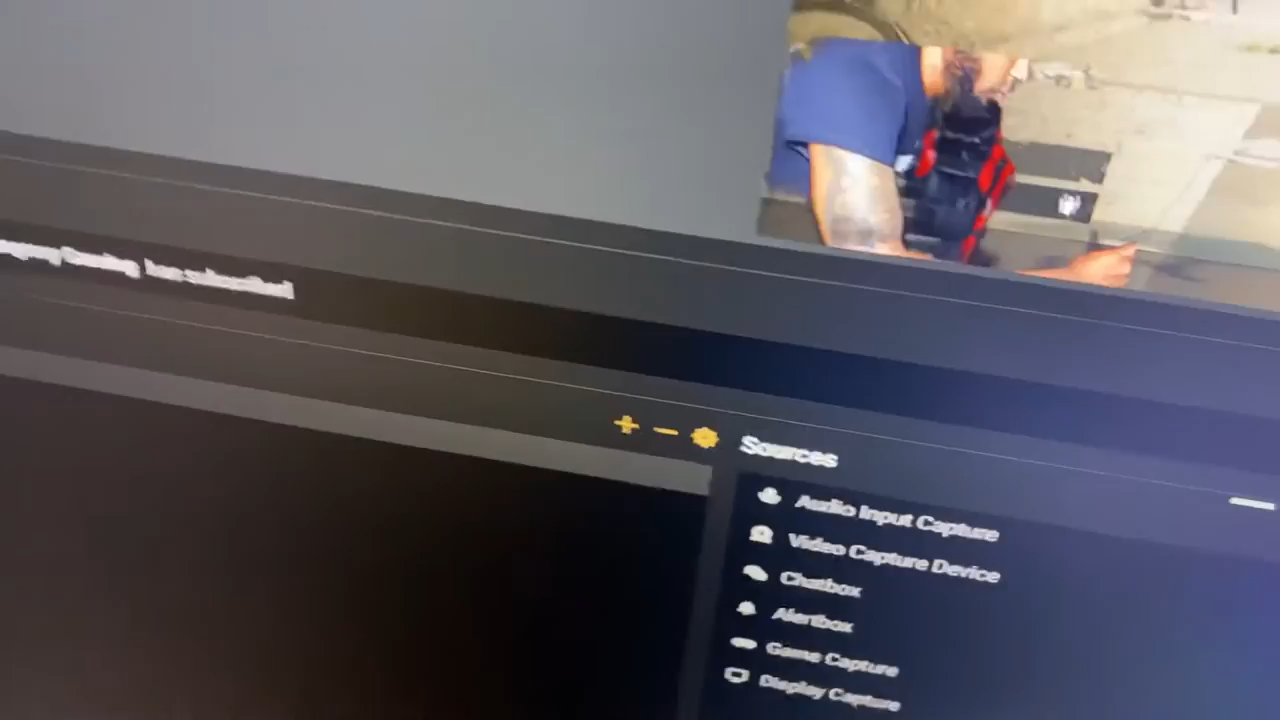 Sources
Audio Input Capture
Video Capture Device
Chatbox
Alertbox
Game Capture
Display Capture